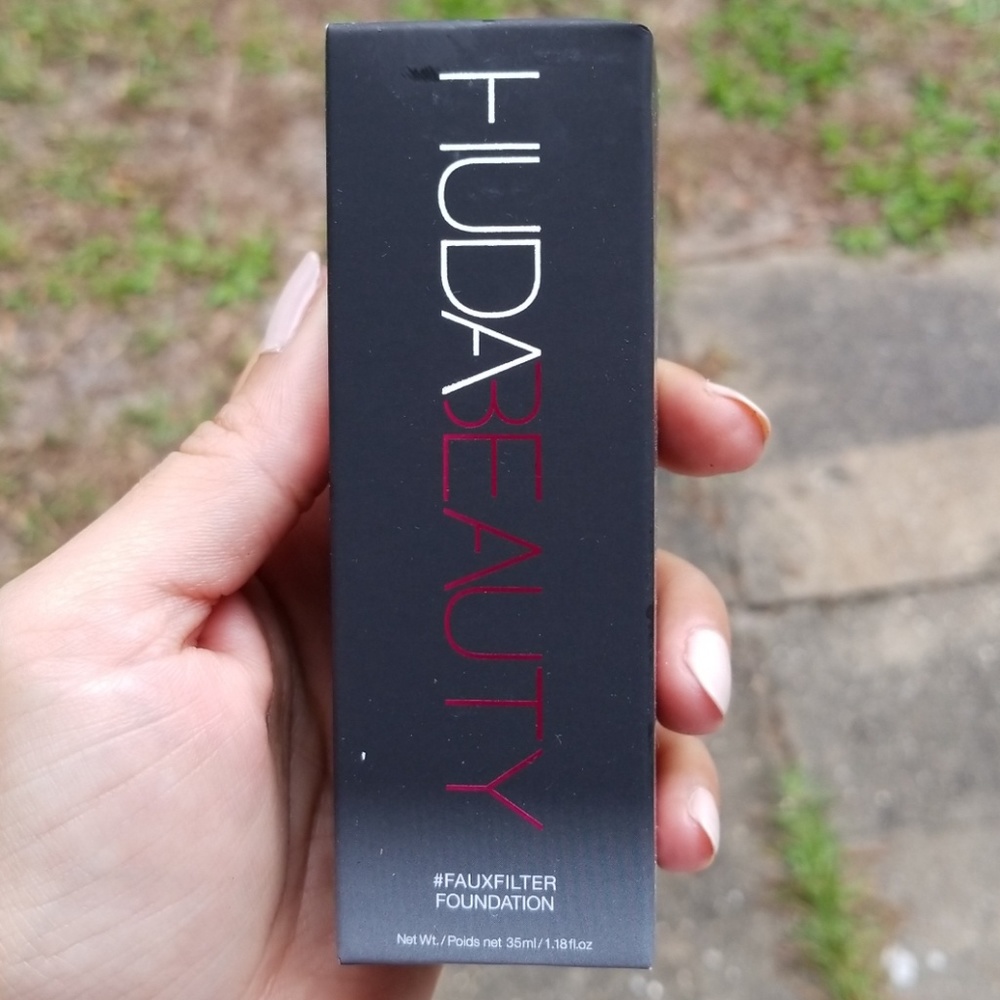 HUDABEAUTY
#FAUXFILTER
FOUNDATION
Net Wt./Poids net 35ml/1.18fl.oz